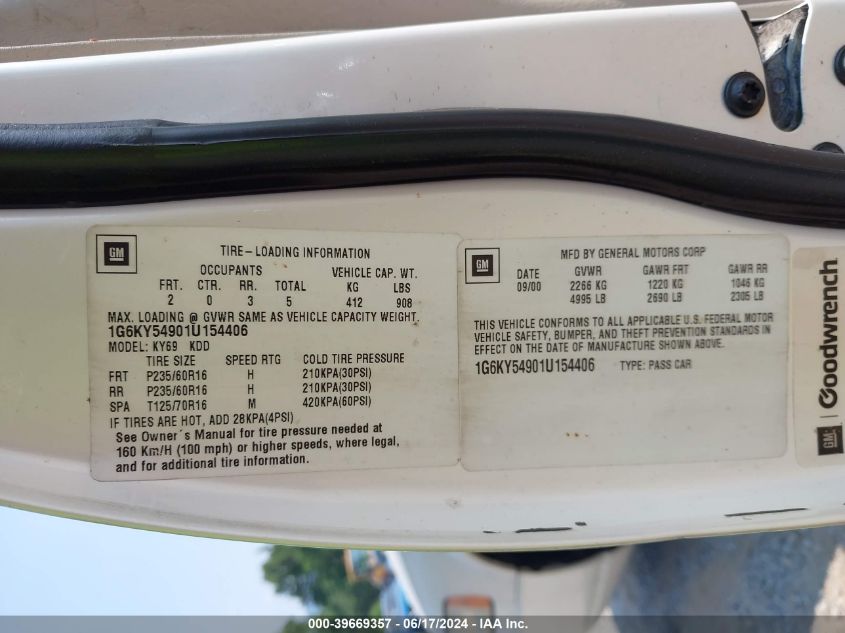 GM
TIRE – LOADING INFORMATION
OCCUPANTS VEHICLE CAP. WT.
FRT. CTR. RR. TOTAL KG LBS
2 0 3 5 412 908
MAX. LOADING @ GVWR SAME AS VEHICLE CAPACITY WEIGHT.
1G6KY54901U154406
MODEL: KY69 KDD
TIRE SIZE SPEED RTG COLD TIRE PRESSURE
FRT P235/60R16 H 210KPA(30PSI)
RR P235/60R16 H 210KPA(30PSI)
SPA T125/70R16 M 420KPA(60PSI)
IF TIRES ARE HOT, ADD 28KPA(4PSI)
See Owner´s Manual for tire pressure needed at
160 Km/H (100 mph) or higher speeds, where legal,
and for additional tire information.
GM
MFD BY GENERAL MOTORS CORP
DATE GVWR GAWR FRT GAWR RR
09/00 2266 KG 1220 KG 1046 KG
4995 LB 2690 LB 2305 LB
THIS VEHICLE CONFORMS TO ALL APPLICABLE U.S. FEDERAL MOTOR
VEHICLE SAFETY, BUMPER, AND THEFT PREVENTION STANDARDS IN
EFFECT ON THE DATE OF MANUFACTURE SHOWN ABOVE.
1G6KY54901U154406 TYPE: PASS CAR
GM Goodwrench
000-39669357 - 06/17/2024 - IAA Inc.